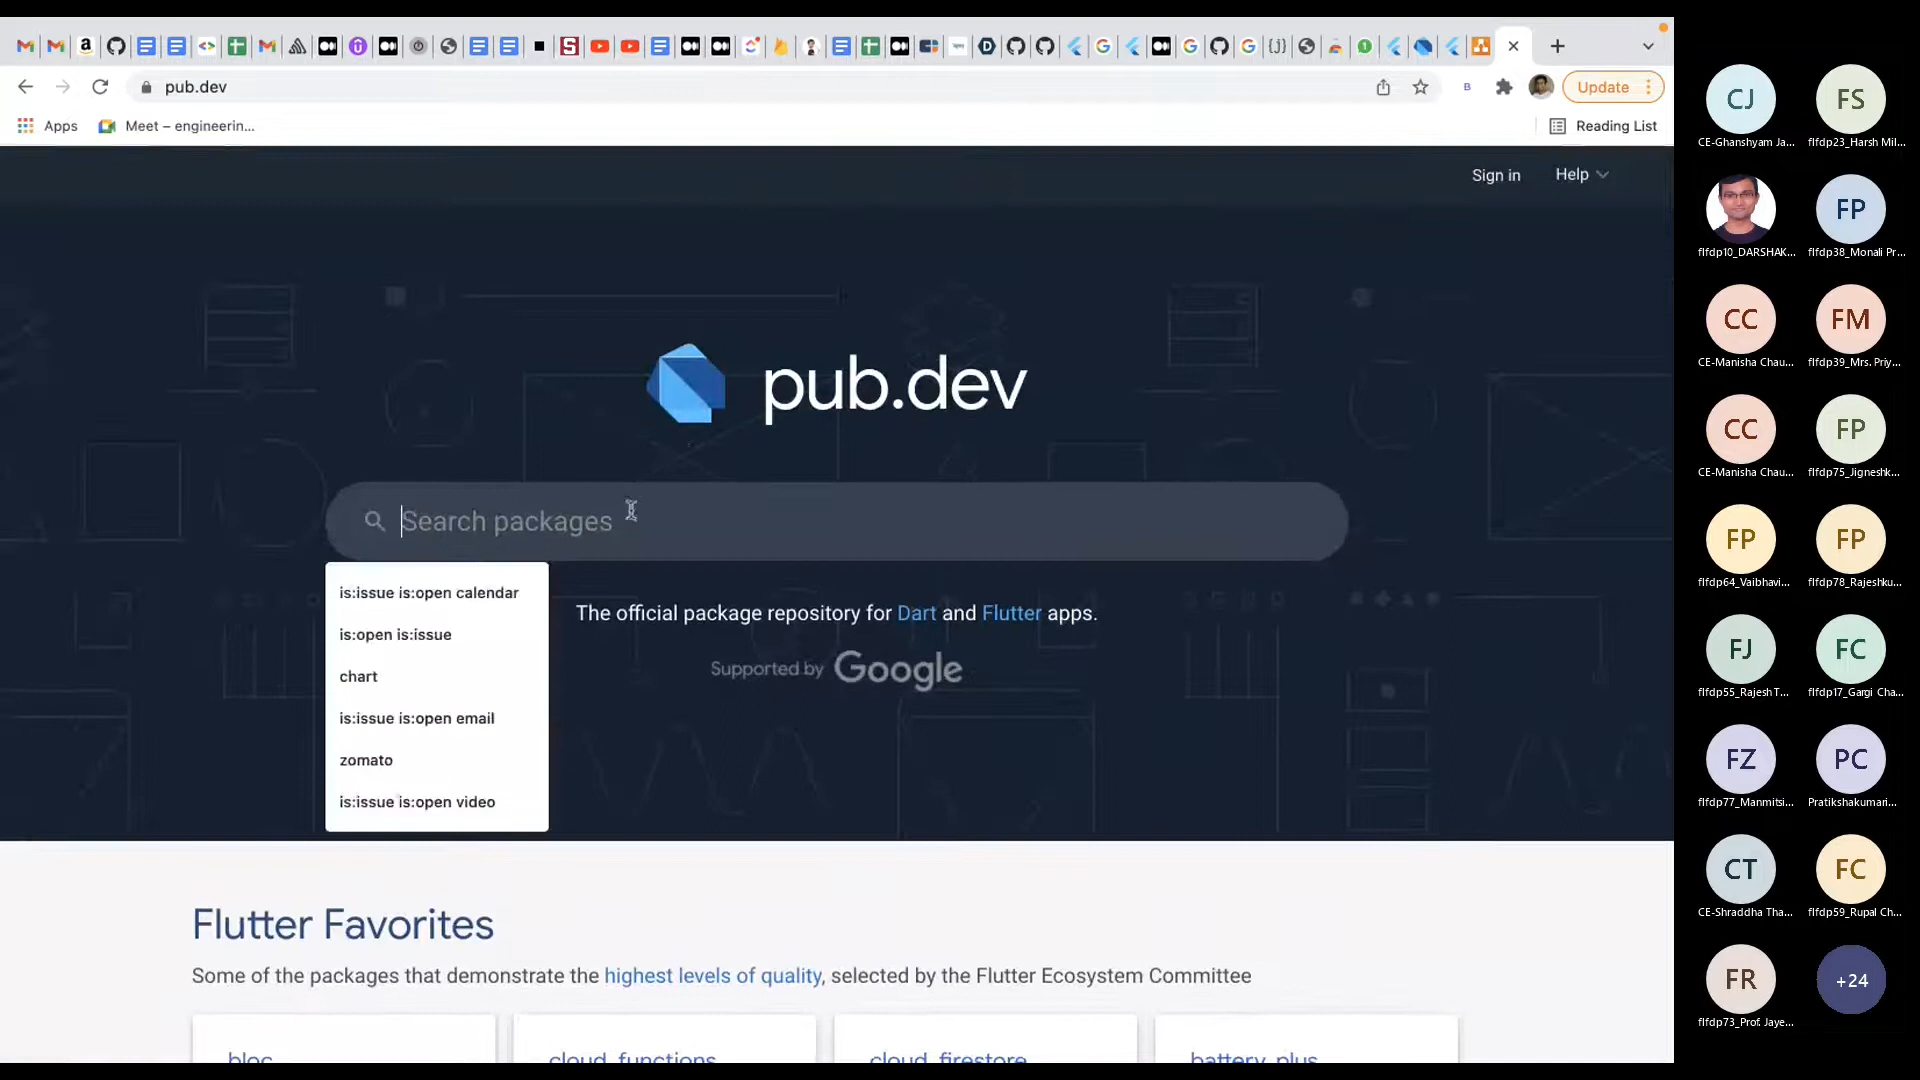 pub.dev
Update
Apps
Meet – engineerin...
Reading List
Sign in
Help
pub.dev
Search packages
is:issue is:open calendar
is:open is:issue
chart
is:issue is:open email
zomato
is:issue is:open video
The official package repository for Dart and Flutter apps.
Supported by Google
Flutter Favorites
Some of the packages that demonstrate the highest levels of quality, selected by the Flutter Ecosystem Committee
bloc
cloud_functions
cloud_firestore
battery_plus
CJ
CE-Ghanshyam Ja...
FS
flfdp23_Harsh Mil...
flfdp10_DARSHAK...
FP
flfdp38_Monali Pr...
CC
CE-Manisha Chau...
FM
flfdp39_Mrs. Priy...
CC
CE-Manisha Chau...
FP
flfdp75_Jigneshk...
FP
flfdp64_Vaibhavi...
FP
flfdp78_Rajeshku...
FJ
flfdp55_Rajesh T...
FC
flfdp17_Gargi Cha...
FZ
flfdp77_Manmitsi...
PC
Pratikshakumari...
CT
CE-Shraddha Tha...
FC
flfdp59_Rupal Ch...
FR
flfdp73_Prof. Jaye...
+24